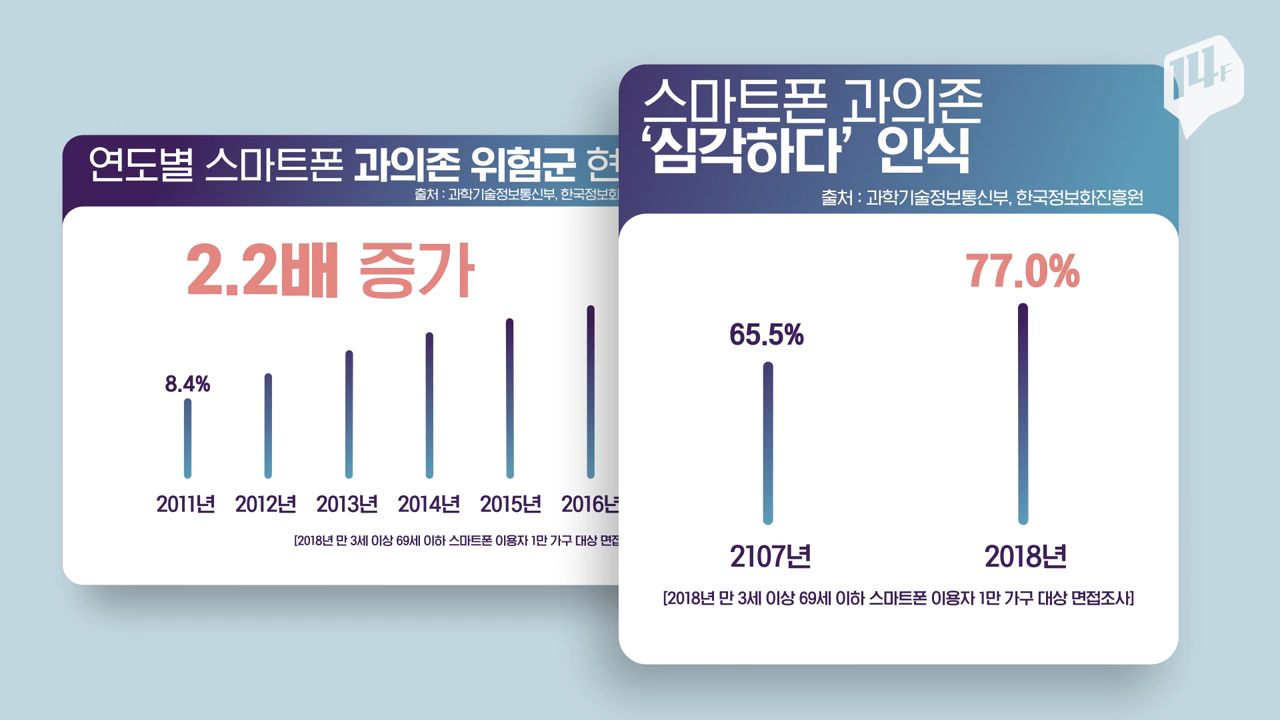 연도별 스마트폰 과의존 위험군 현
출처 : 과학기술정보통신부, 한국정보화
2.2배 증가
8.4%
2011년 2012년 2013년 2014년 2015년 2016년
[2018년 만 3세 이상 69세 이하 스마트폰 이용자 1만 가구 대상 면접
스마트폰 과의존
‘심각하다’ 인식
출처 : 과학기술정보통신부, 한국정보화진흥원
65.5%
77.0%
2107년 2018년
[2018년 만 3세 이상 69세 이하 스마트폰 이용자 1만 가구 대상 면접조사]
14F